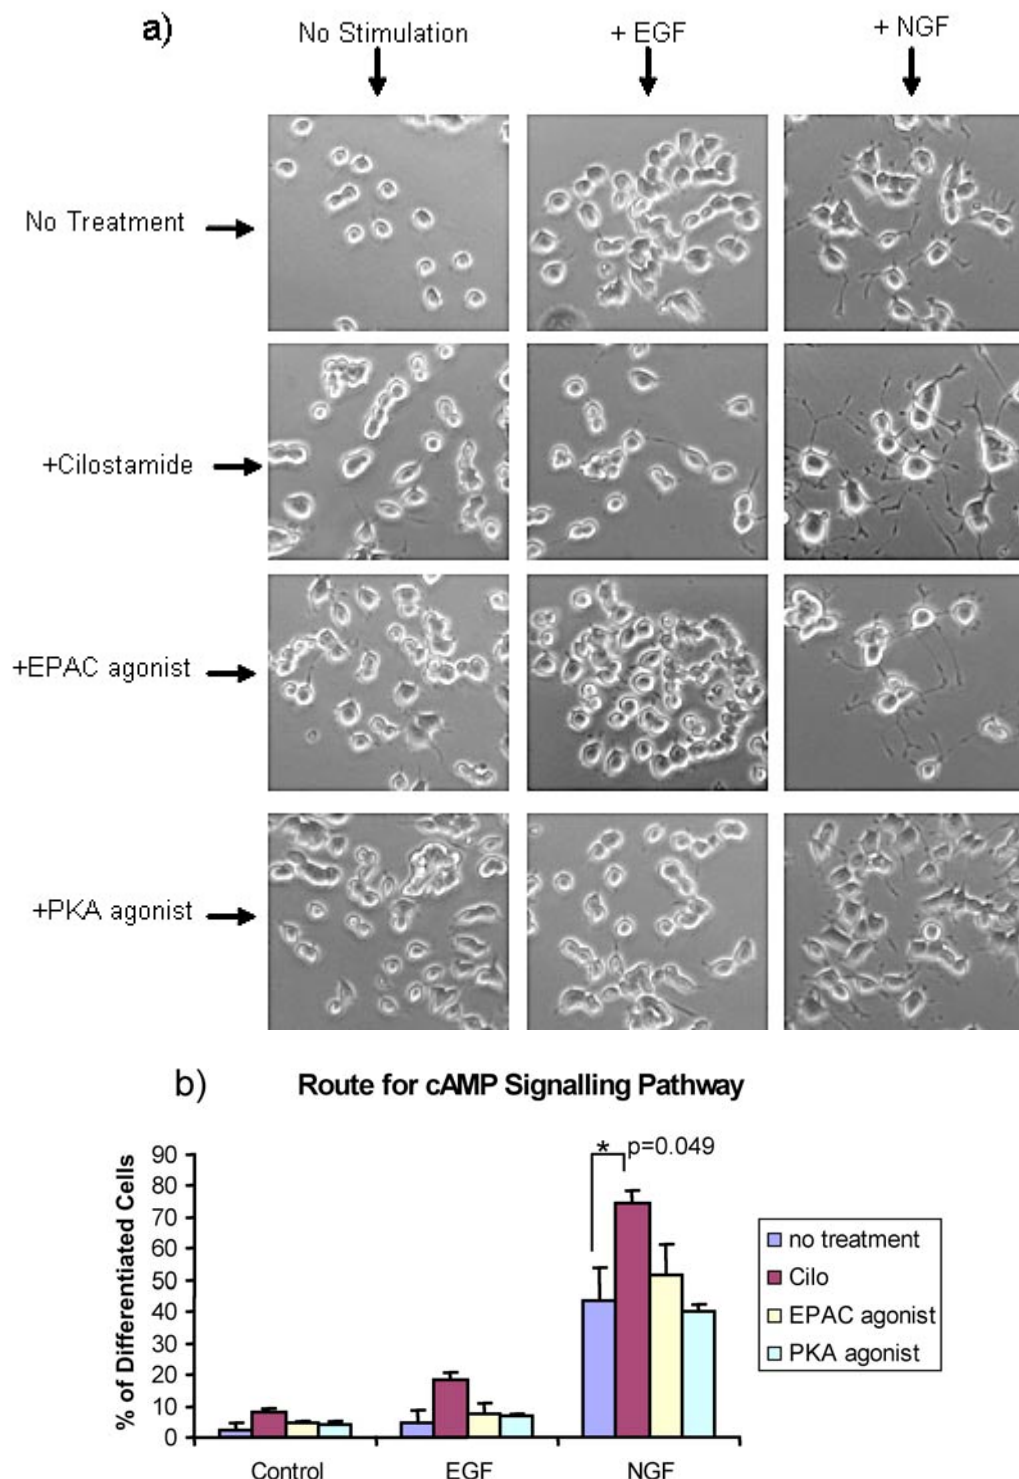 a)
No Stimulation
+ EGF
+ NGF
No Treatment
+Cilostamide
+EPAC agonist
+PKA agonist
b)
Route for cAMP Signalling Pathway
% of Differentiated Cells
90
80
70
60
50
40
30
20
10
0
* p=0.049
Control
EGF
NGF
no treatment
Cilo
EPAC agonist
PKA agonist